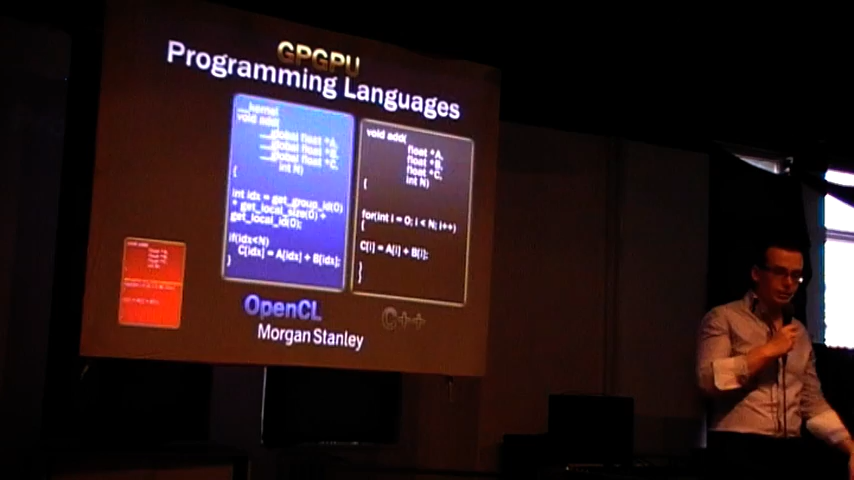 GPGPU
Programming Languages
__kernel
void add(
__global float *A,
__global float *B,
__global float *C,
int N)
{
int idx = get_group_id(0)
* get_local_size(0) +
get_local_id(0);
if(idx<N)
C[idx] = A[idx] + B[idx];
}
OpenCL
void add(
float *A,
float *B,
float *C,
int N)
{
for(int i = 0; i < N; i++)
{
C[i] = A[i] + B[i];
}
}
C++
Morgan Stanley